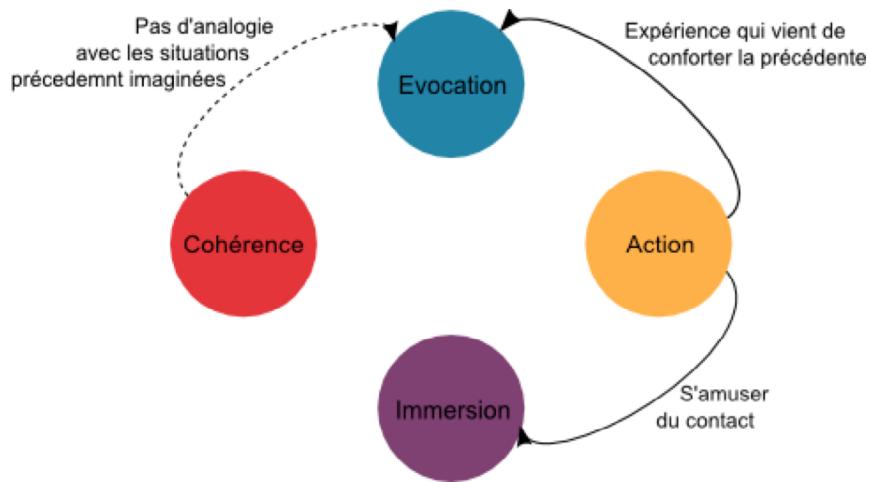 Pas d'analogie
avec les situations
précedemnt imaginées
Expérience qui vient de
conforter la précédente
Evocation
Cohérence
Action
Immersion
S'amuser
du contact